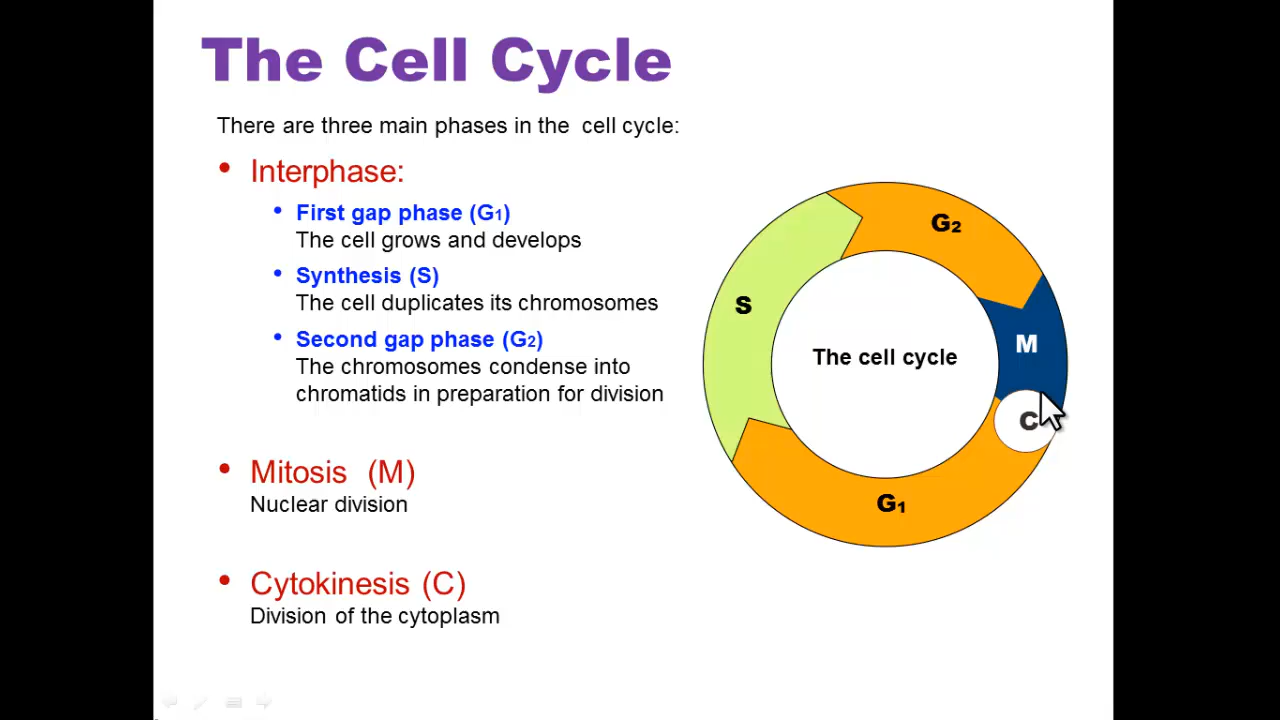 The Cell Cycle
There are three main phases in the cell cycle:
• Interphase:
• First gap phase (G1)
The cell grows and develops
• Synthesis (S)
The cell duplicates its chromosomes
• Second gap phase (G2)
The chromosomes condense into
chromatids in preparation for division
• Mitosis (M)
Nuclear division
• Cytokinesis (C)
Division of the cytoplasm
G2
S
M
The cell cycle
C
G1